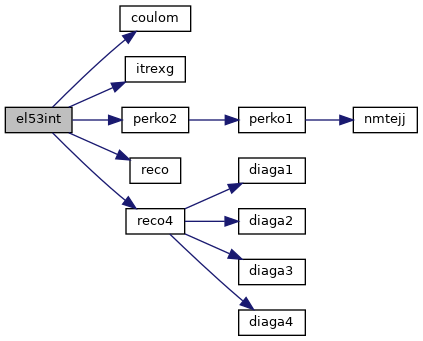 coulom
itrexg
el53int
perko2
perko1
nmtejj
reco
diaga1
reco4
diaga2
diaga3
diaga4